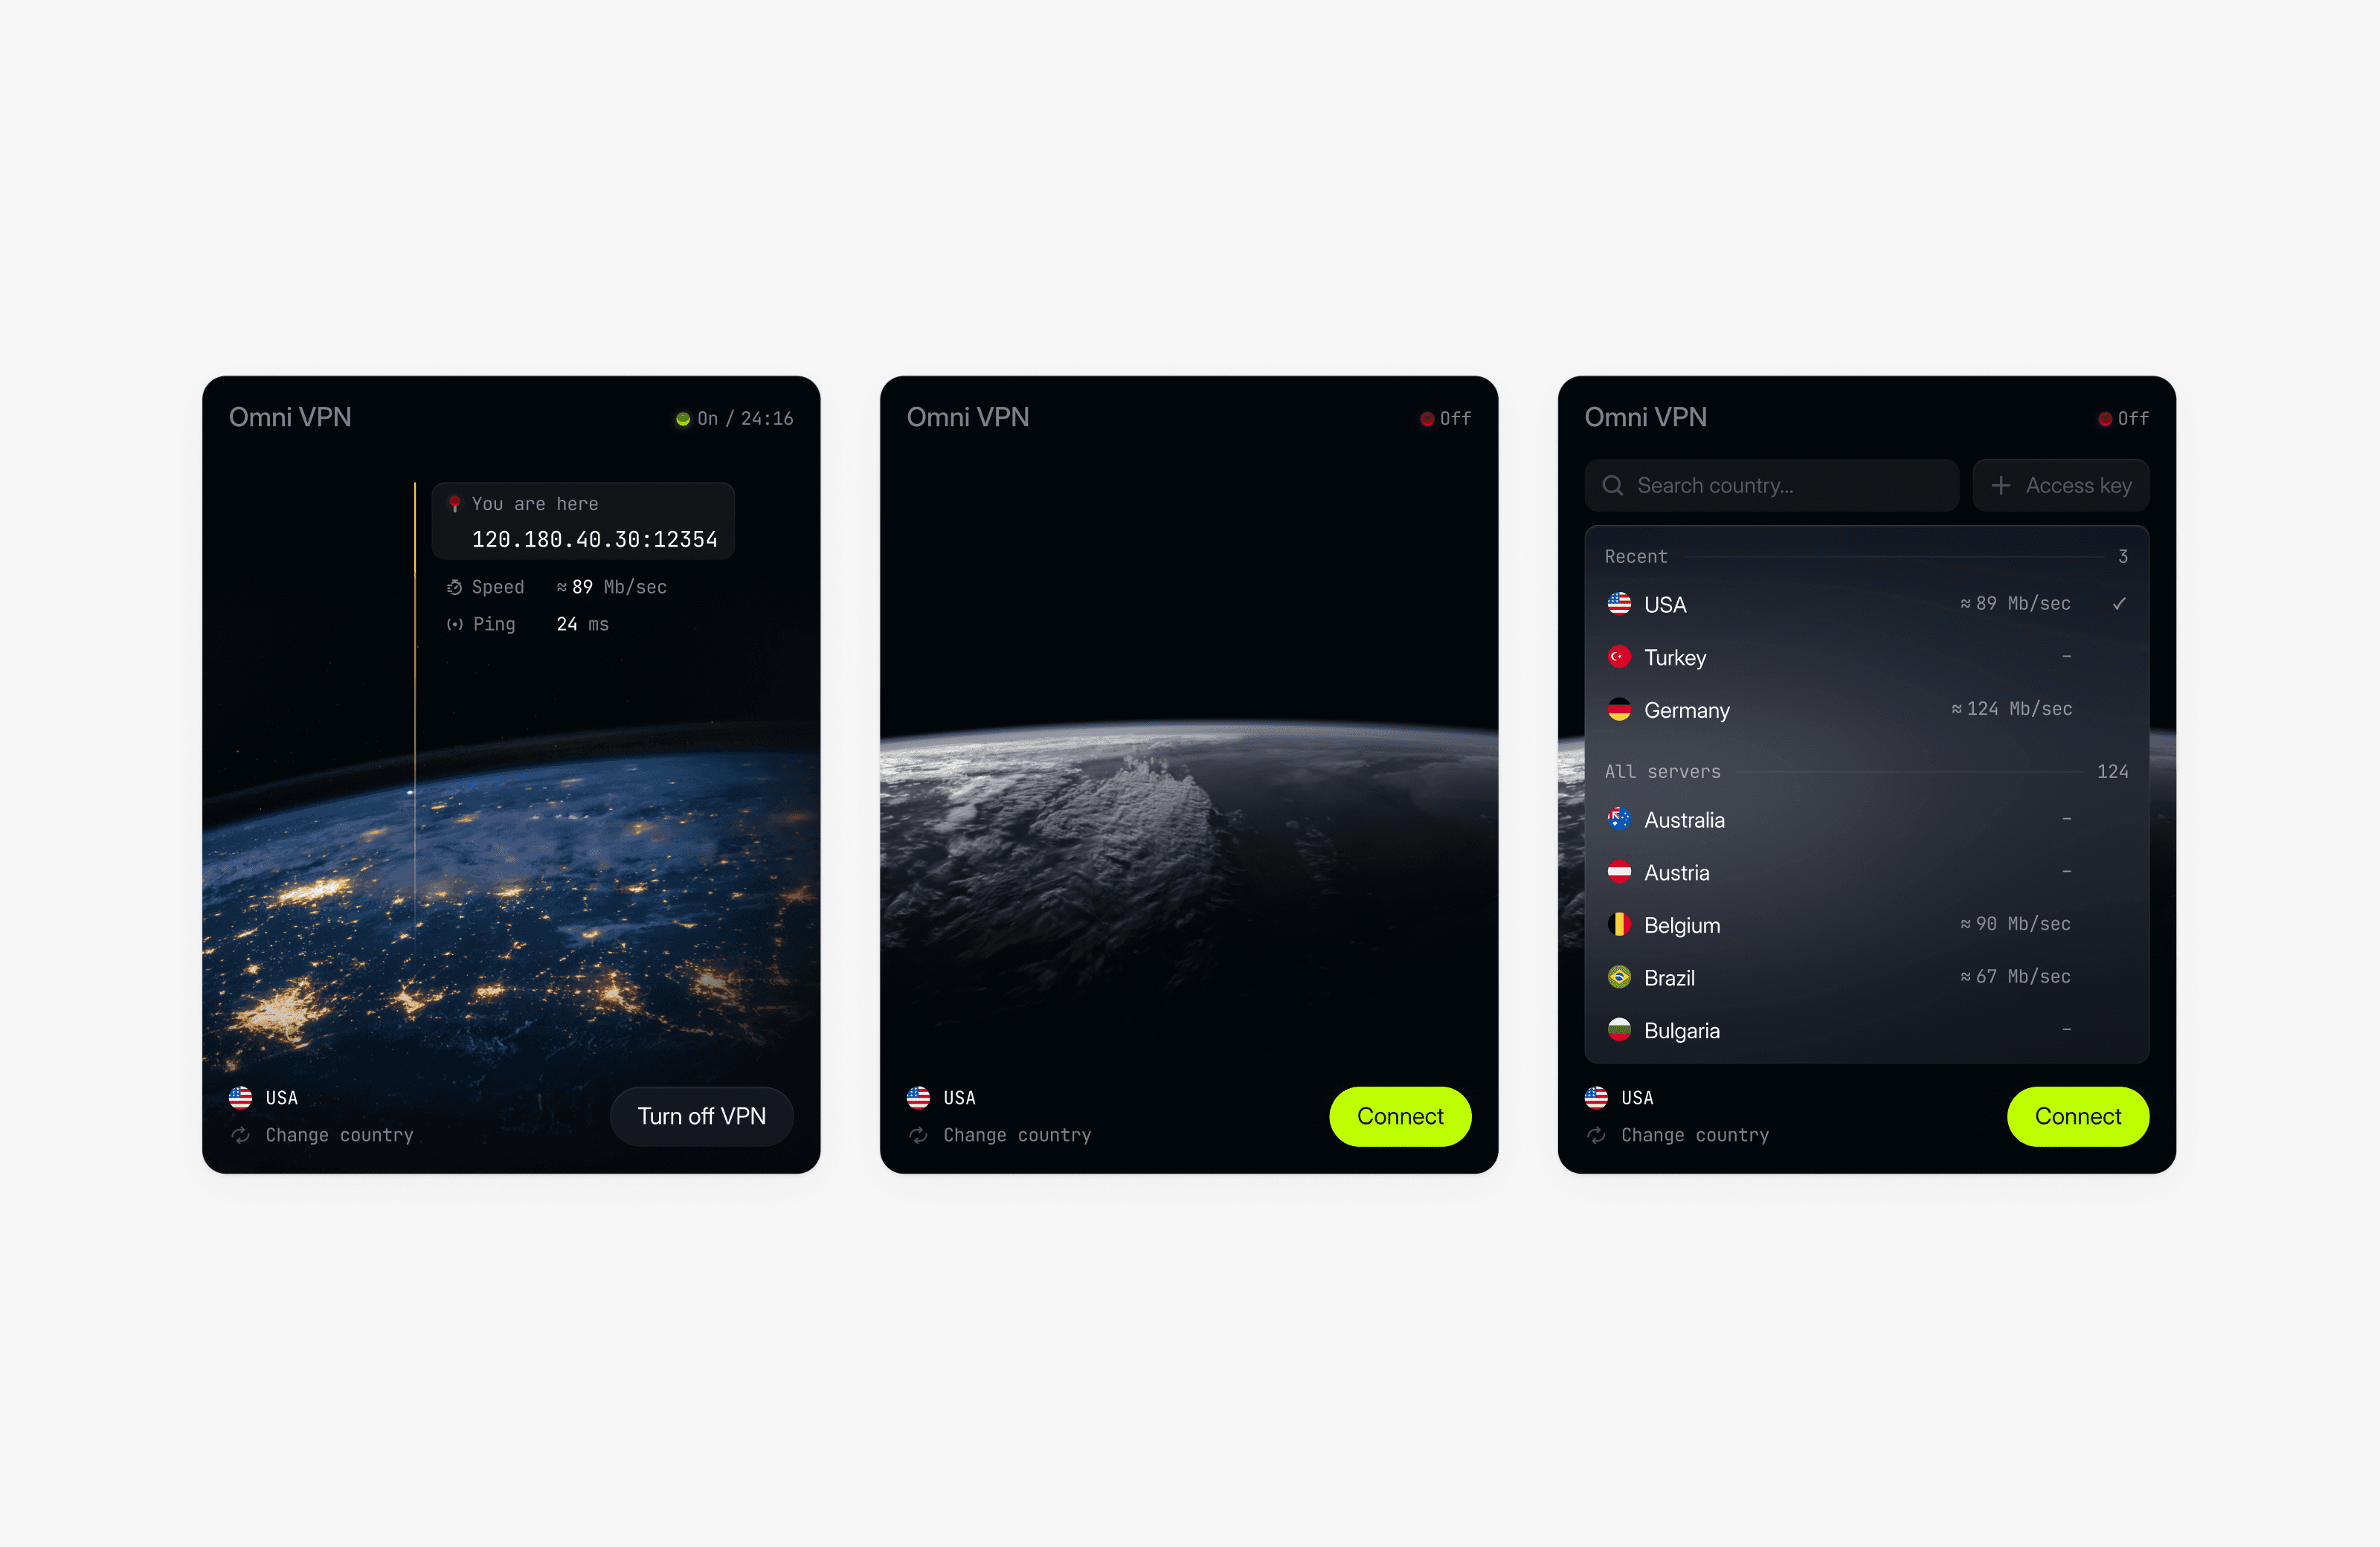 Omni VPN
On / 24:16
You are here
120.180.40.30:12354
Speed ≈ 89 Mb/sec
Ping 24 ms
USA
Change country
Turn off VPN
Omni VPN
Off
USA
Change country
Connect
Omni VPN
Off
Search country...
Access key
Recent 3
USA ≈ 89 Mb/sec ✓
Turkey –
Germany ≈ 124 Mb/sec
All servers 124
Australia –
Austria –
Belgium ≈ 90 Mb/sec
Brazil ≈ 67 Mb/sec
Bulgaria –
USA
Change country
Connect